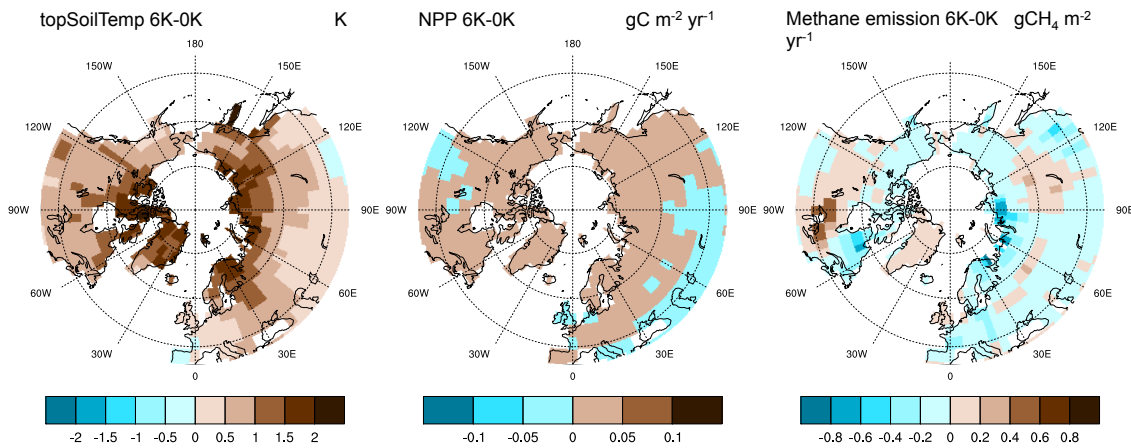 topSoilTemp 6K-0K K
180
150W 150E
120W 120E
90W 90E
60W 60E
30W 30E
0
-2 -1.5 -1 -0.5 0 0.5 1 1.5 2
NPP 6K-0K gC m⁻² yr⁻¹
180
150W 150E
120W 120E
90W 90E
60W 60E
30W 30E
0
-0.1 -0.05 0 0.05 0.1
Methane emission 6K-0K gCH₄ m⁻²
yr⁻¹
180
150W 150E
120W 120E
90W 90E
60W 60E
30W 30E
0
-0.8 -0.6 -0.4 -0.2 0 0.2 0.4 0.6 0.8